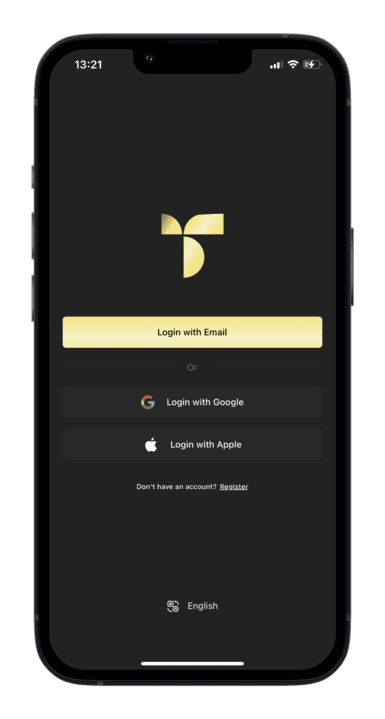 13:21
Login with Email
Or
Login with Google
Login with Apple
Don't have an account? Register
English